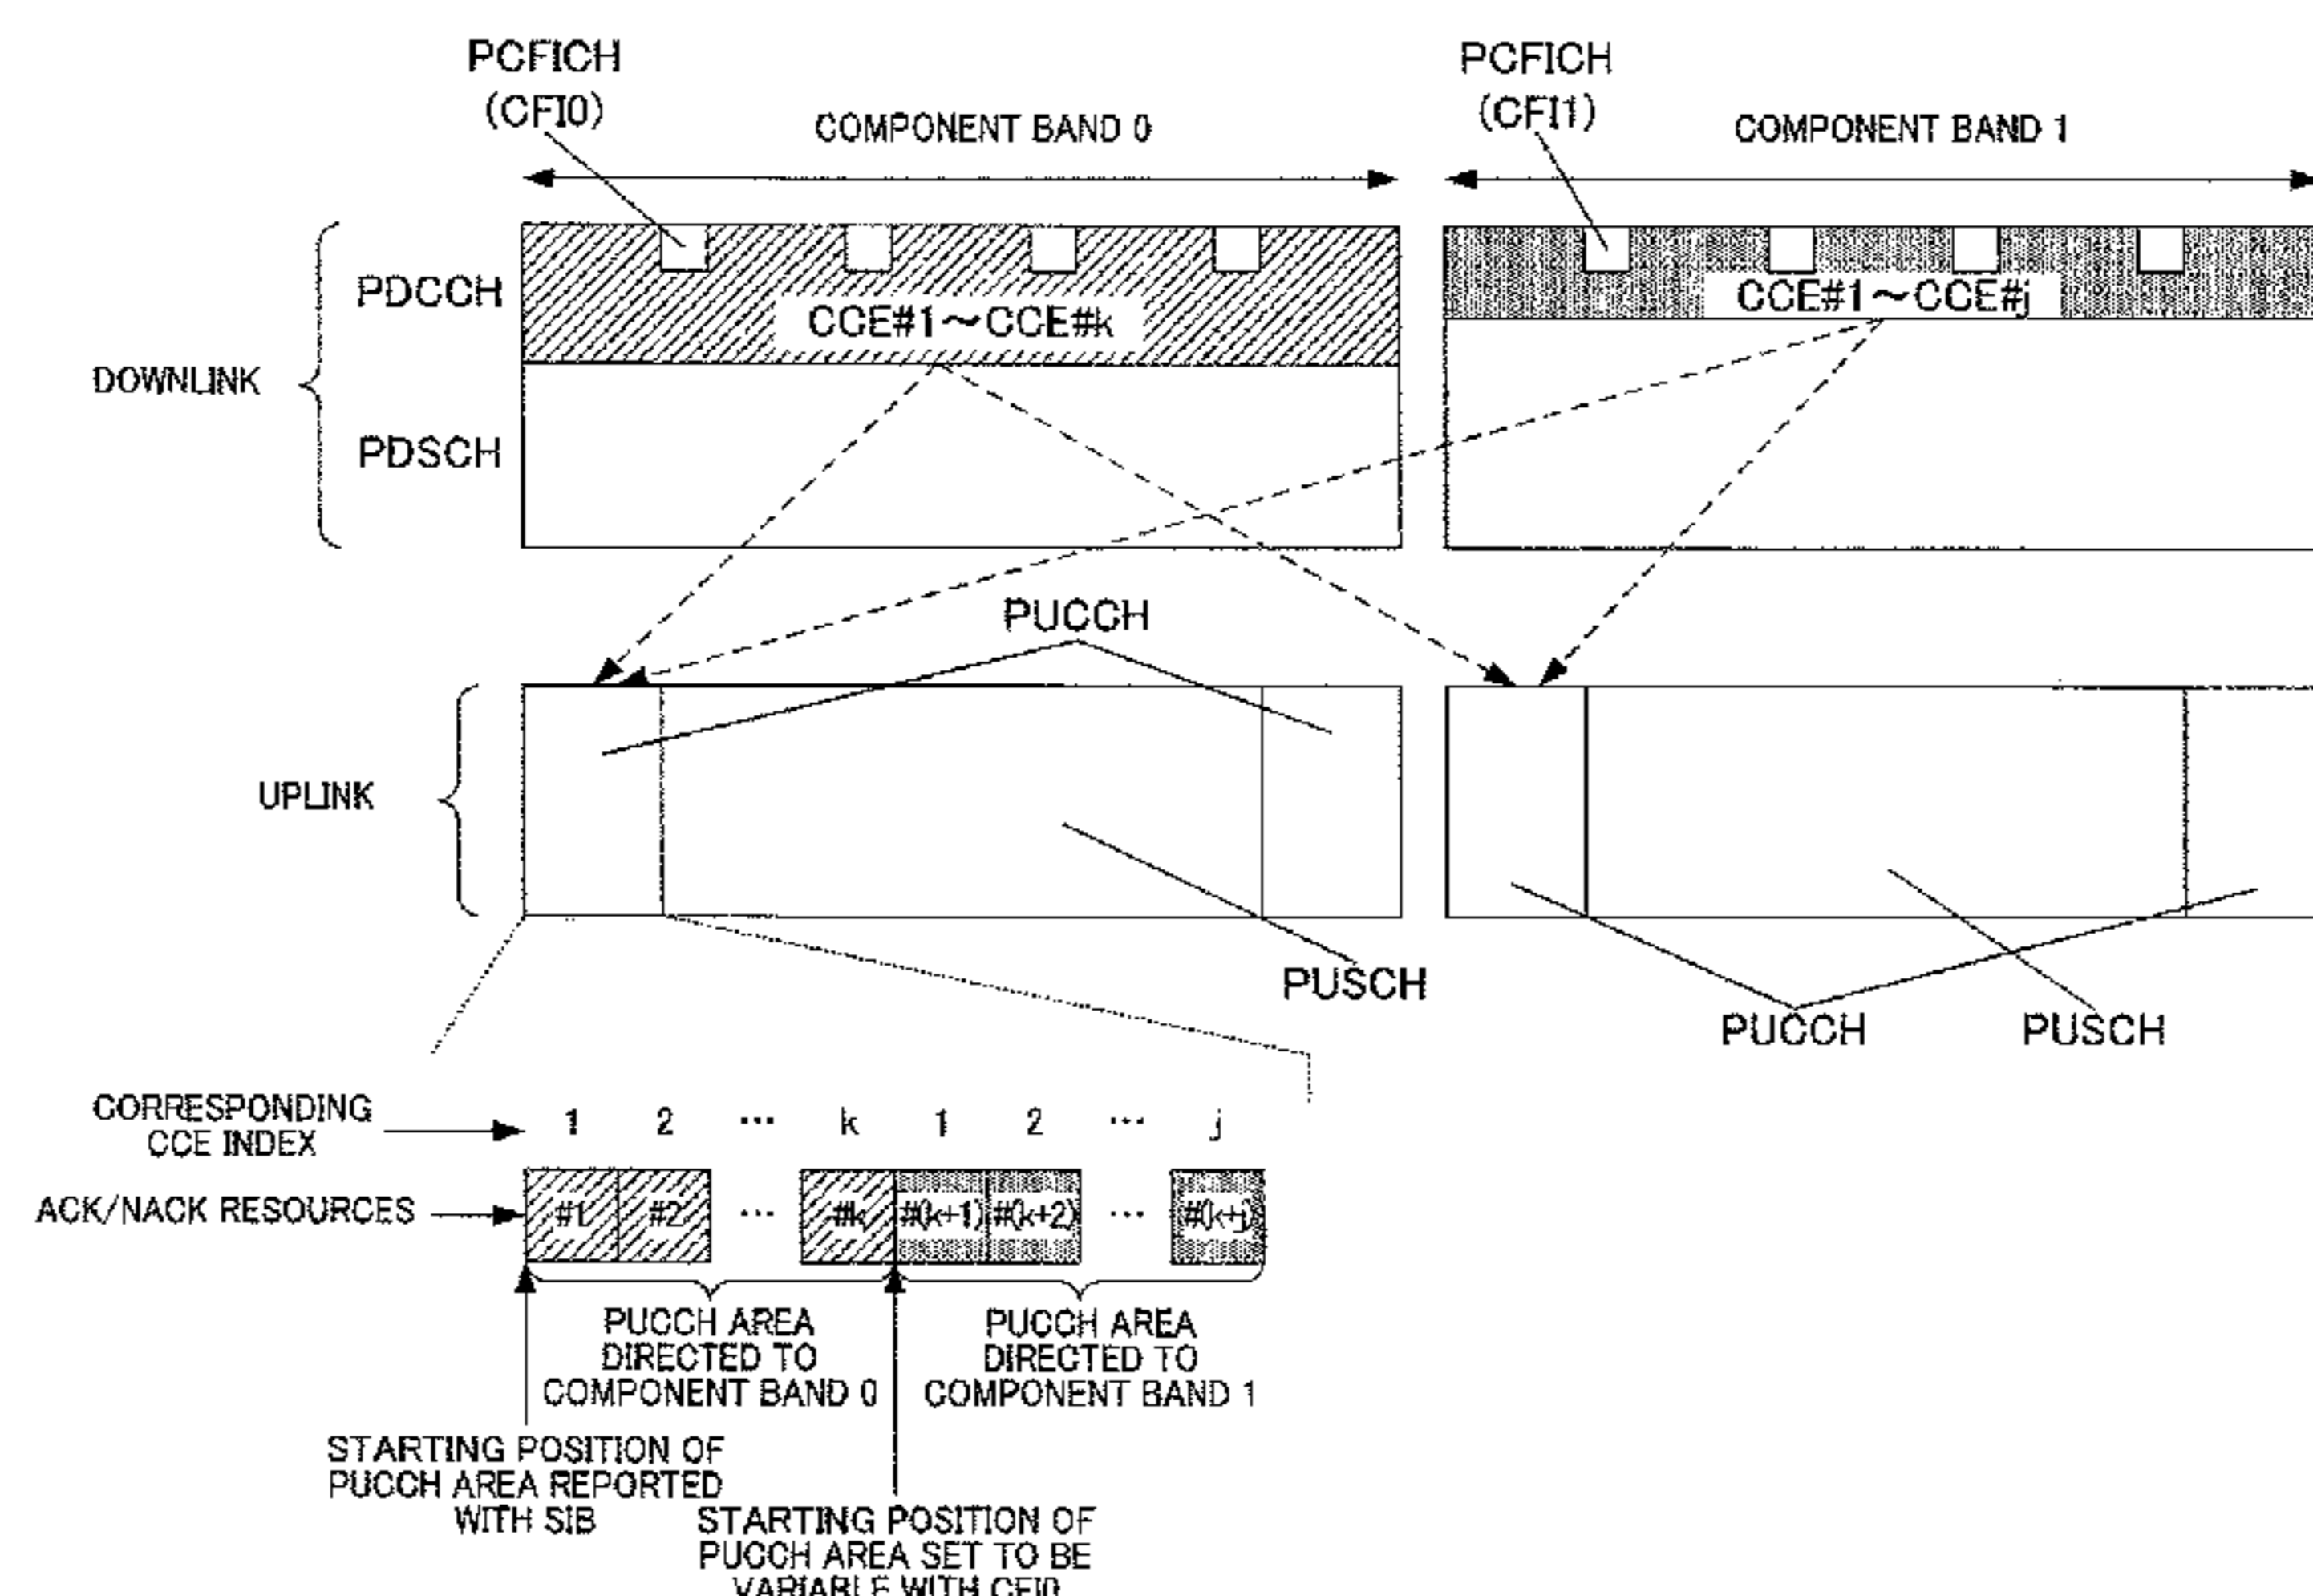 PCFICH
(CFI0)
PCFICH
(CFI1)
COMPONENT BAND 0
COMPONENT BAND 1
PDCCH
CCE#1～CCE#k
CCE#1～CCE#j
DOWNLINK
PDSCH
PUCCH
UPLINK
PUSCH
PUCCH
PUSCH
CORRESPONDING
CCE INDEX
1 2 ... k 1 2 ... j
ACK/NACK RESOURCES
#1 #2 ... #k #(k+1) #(k+2) ... #(k+j)
PUCCH AREA
DIRECTED TO
COMPONENT BAND 0
PUCCH AREA
DIRECTED TO
COMPONENT BAND 1
STARTING POSITION OF
PUCCH AREA REPORTED
WITH SIB
STARTING POSITION OF
PUCCH AREA SET TO BE
VARIABLE WITH CFI0